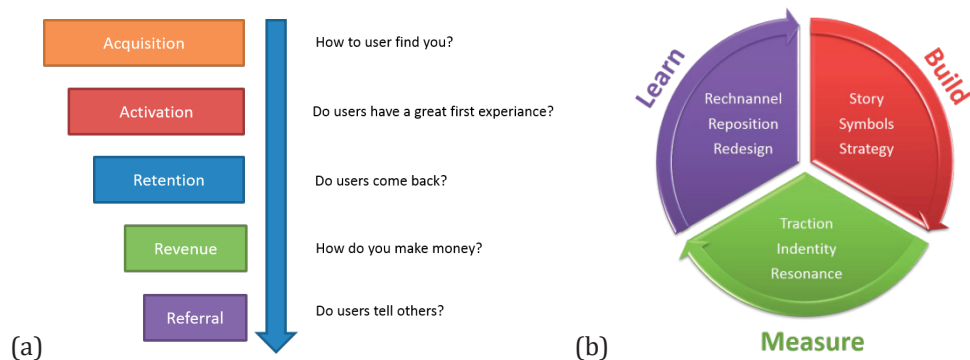 Acquisition
How to user find you?
Activation
Do users have a great first experiance?
Retention
Do users come back?
Revenue
How do you make money?
Referral
Do users tell others?
(a)
Learn
Build
Rechnannel
Reposition
Redesign
Story
Symbols
Strategy
Traction
Indentity
Resonance
Measure
(b)